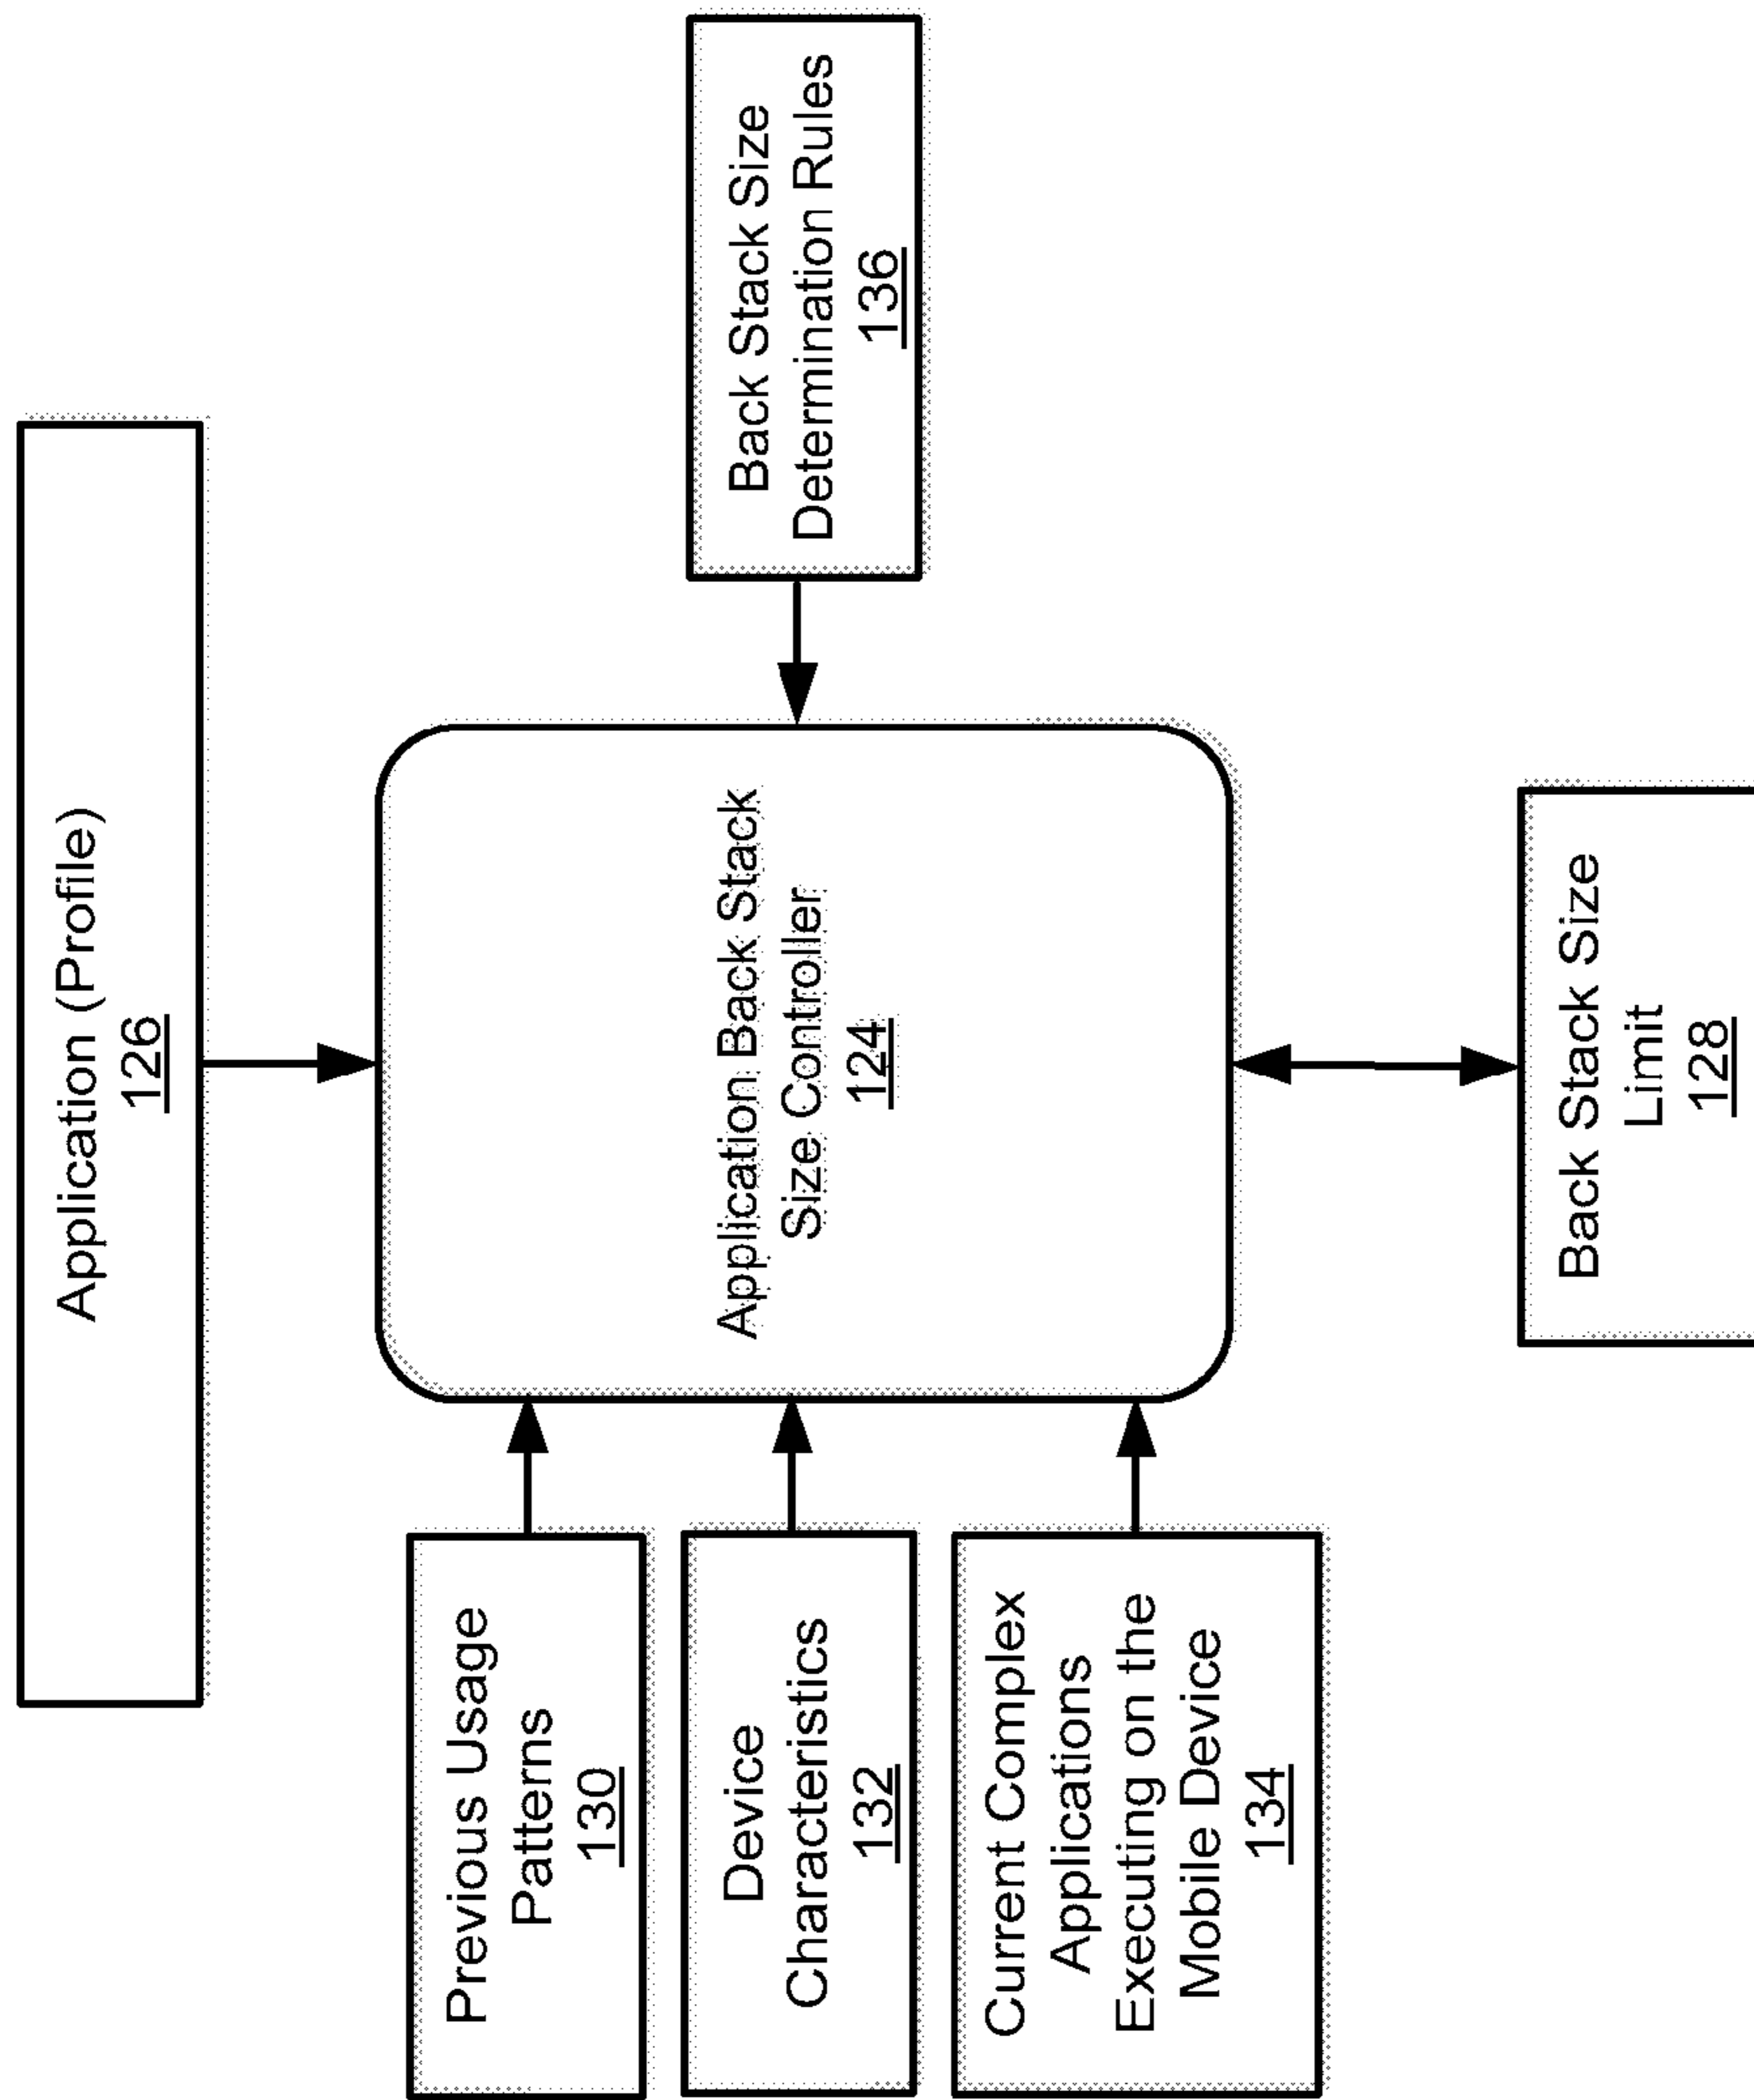 Application (Profile)
126
Previous Usage
Patterns
130
Device
Characteristics
132
Current Complex
Applications
Executing on the
Mobile Device
134
Application Back Stack
Size Controller
124
Back Stack Size
Determination Rules
136
Back Stack Size
Limit
128